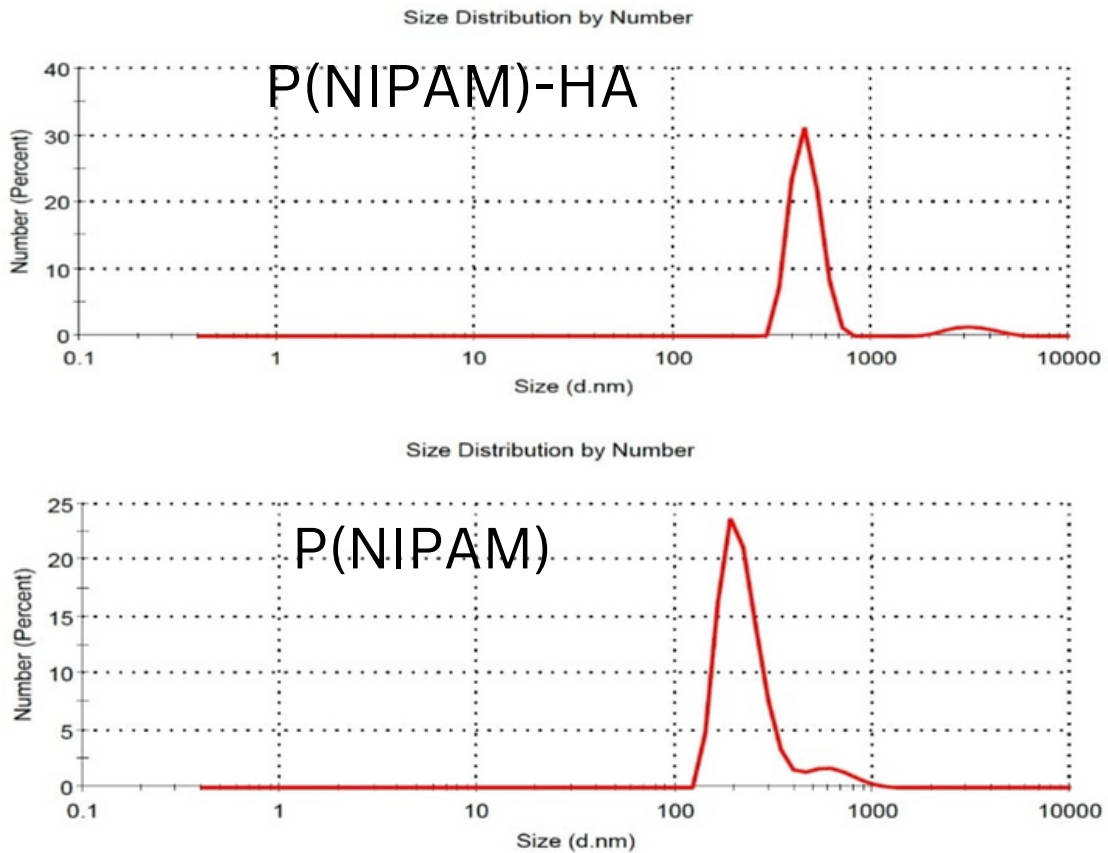 Size Distribution by Number
P(NIPAM)-HA
Number (Percent)
40
30
20
10
0
0.1 1 10 100 1000 10000
Size (d.nm)
Size Distribution by Number
P(NIPAM)
Number (Percent)
25
20
15
10
5
0
0.1 1 10 100 1000 10000
Size (d.nm)